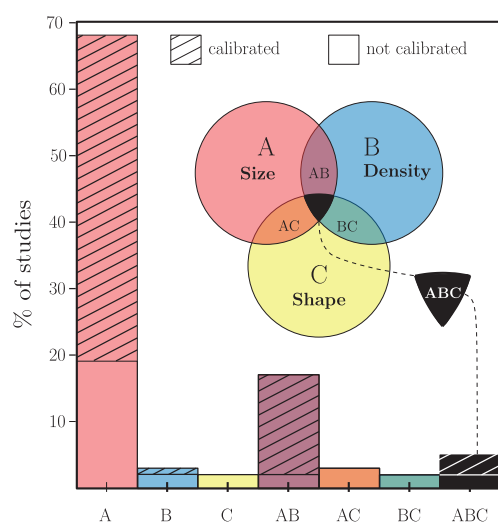 70
calibrated
not calibrated
60
A
Size
B
Density
AB
50
40
AC
BC
C
Shape
ABC
30
20
10
% of studies
A B C AB AC BC ABC